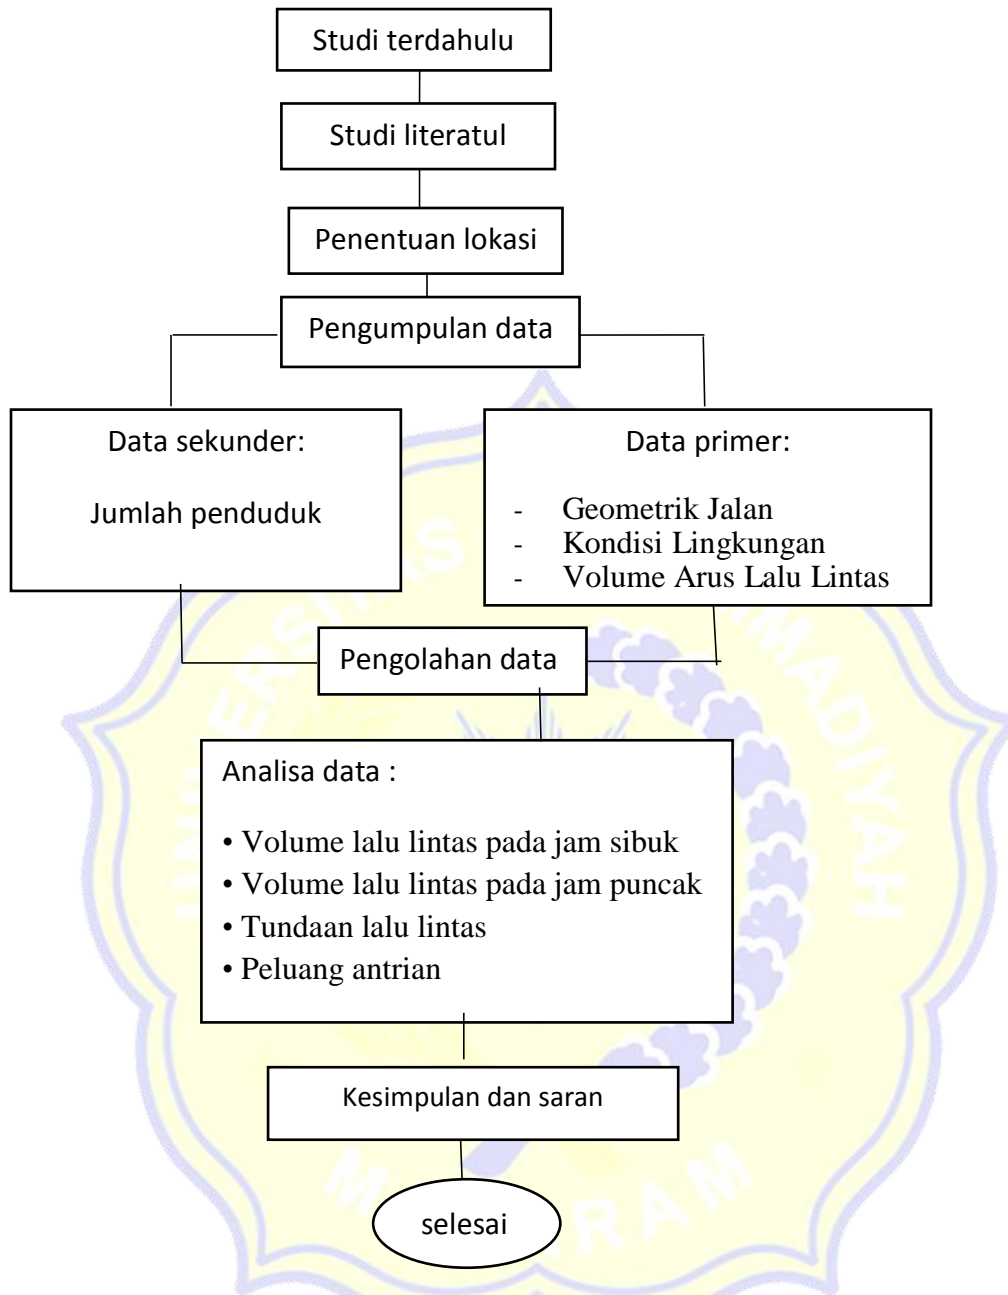 Studi terdahulu
Studi literatul
Penentuan lokasi
Pengumpulan data
Data sekunder:
Jumlah penduduk
Data primer:
- Geometrik Jalan
- Kondisi Lingkungan
- Volume Arus Lalu Lintas
Pengolahan data
Analisa data :
• Volume lalu lintas pada jam sibuk
• Volume lalu lintas pada jam puncak
• Tundaan lalu lintas
• Peluang antrian
Kesimpulan dan saran
selesai